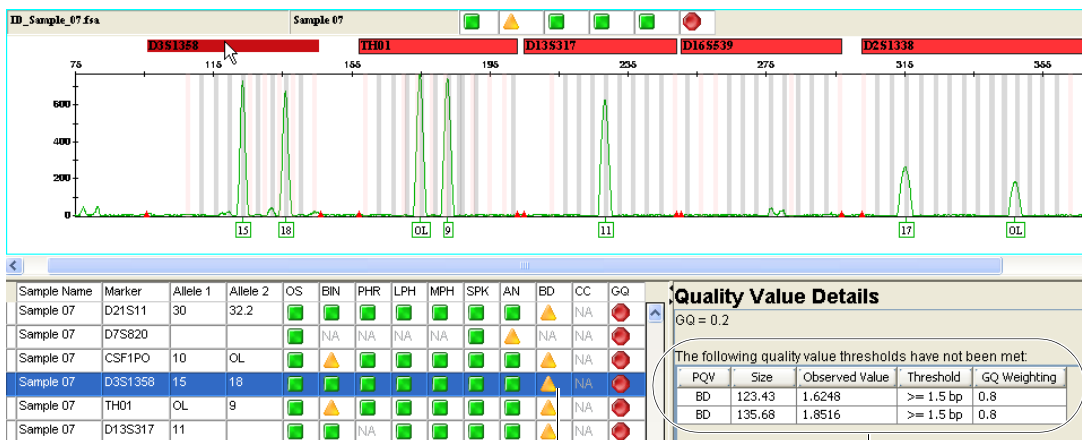 ID_Sample_07.fsa Sample 07
D3S1358 TH01 D13S317 D16S539 D2S1338
75 115 155 195 235 275 315 355
600
400
200
0
15 18 OL 9 11 17 OL
Sample Name Marker Allele 1 Allele 2 OS BIN PHR LPH MPH SPK AN BD CC GQ
Sample 07 D21S11 30 32.2 NA
Sample 07 D7S820 NA NA NA NA NA NA
Sample 07 CSF1PO 10 OL NA
Sample 07 D3S1358 15 18 NA
Sample 07 TH01 OL 9 NA
Sample 07 D13S317 11 NA NA
Quality Value Details
GQ = 0.2
The following quality value thresholds have not been met:
PQV Size Observed Value Threshold GQ Weighting
BD 123.43 1.6248 >= 1.5 bp 0.8
BD 135.68 1.8516 >= 1.5 bp 0.8